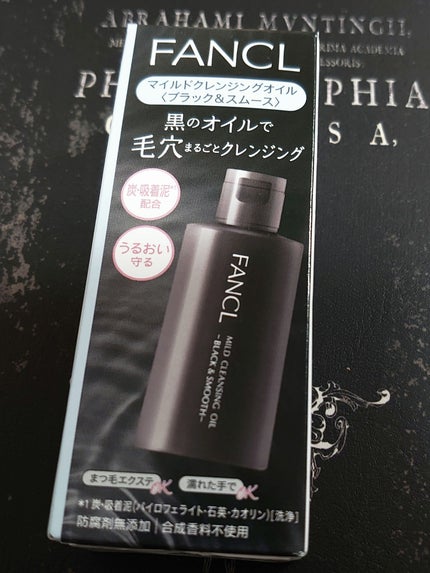 ABRAHAMI MVNTINGII,
FANCL
マイルドクレンジングオイル
〈ブラック&スムース〉
黒のオイルで
毛穴まるごとクレンジング
炭・吸着泥*1
配合
うるおい
守る
FANCL
MILD CLEANSING OIL
-BLACK & SMOOTH-
まつ毛エクステOK
濡れた手でOK
*1 炭・吸着泥(パイロフェライト・石英・カオリン)[洗浄]
防腐剤無添加|合成香料不使用